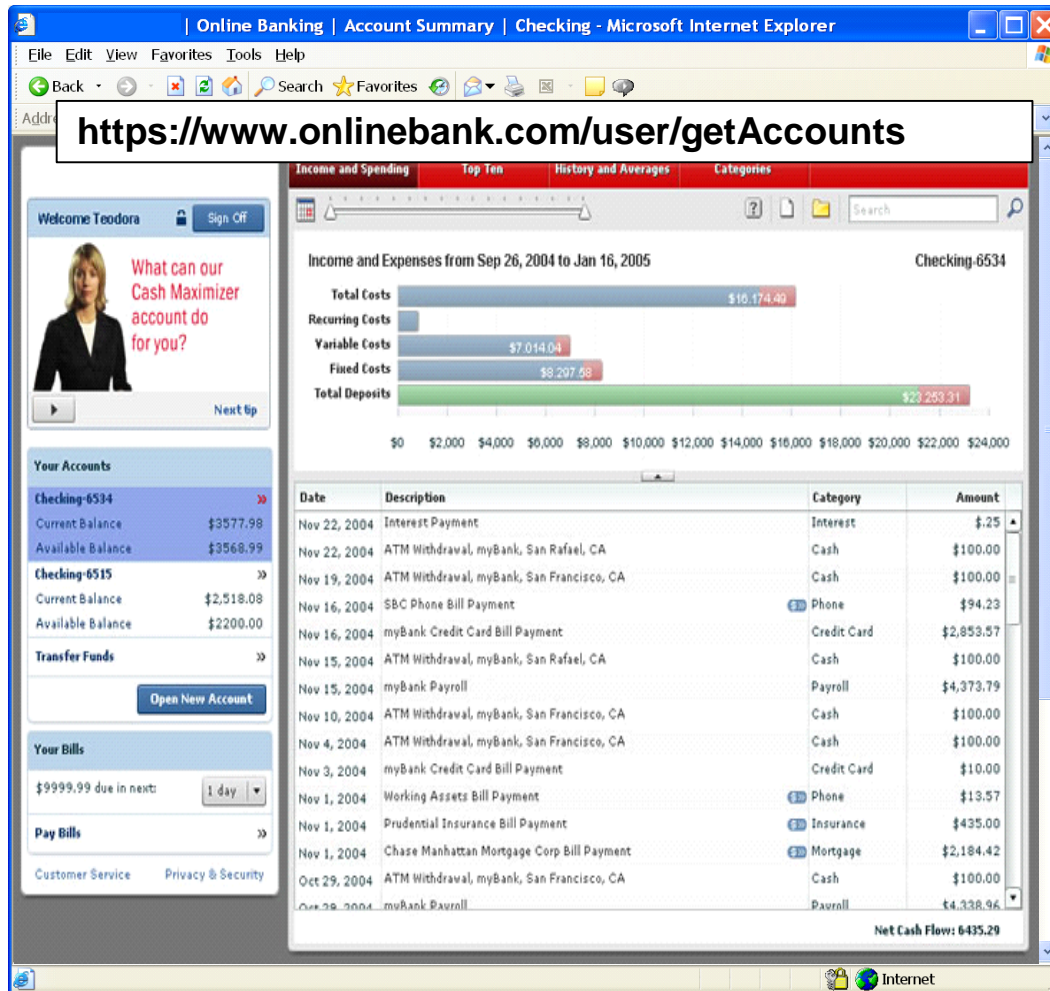 | Online Banking | Account Summary | Checking - Microsoft Internet Explorer
File Edit View Favorites Tools Help
Back Search Favorites
Addre
https://www.onlinebank.com/user/getAccounts
Income and Spending Top Ten History and Averages Categories
Welcome Teodora Sign Off
? Search
What can our
Cash Maximizer
account do
for you?
Next tip
Income and Expenses from Sep 26, 2004 to Jan 16, 2005 Checking-6534
Total Costs $16,174.49
Recurring Costs
Variable Costs $7,014.04
Fixed Costs $8,297.58
Total Deposits $23,253.31
$0 $2,000 $4,000 $6,000 $8,000 $10,000 $12,000 $14,000 $16,000 $18,000 $20,000 $22,000 $24,000
Your Accounts
Checking-6534 »
Current Balance $3577.98
Available Balance $3568.99
Checking-6515 »
Current Balance $2,518.08
Available Balance $2200.00
Transfer Funds »
Open New Account
Your Bills
$9999.99 due in next: 1 day
Pay Bills »
Customer Service Privacy & Security
Date Description Category Amount
Nov 22, 2004 Interest Payment Interest $.25
Nov 22, 2004 ATM Withdrawal, myBank, San Rafael, CA Cash $100.00
Nov 19, 2004 ATM Withdrawal, myBank, San Francisco, CA Cash $100.00
Nov 16, 2004 SBC Phone Bill Payment Phone $94.23
Nov 16, 2004 myBank Credit Card Bill Payment Credit Card $2,853.57
Nov 15, 2004 ATM Withdrawal, myBank, San Rafael, CA Cash $100.00
Nov 15, 2004 myBank Payroll Payroll $4,373.79
Nov 10, 2004 ATM Withdrawal, myBank, San Francisco, CA Cash $100.00
Nov 4, 2004 ATM Withdrawal, myBank, San Francisco, CA Cash $100.00
Nov 3, 2004 myBank Credit Card Bill Payment Credit Card $10.00
Nov 1, 2004 Working Assets Bill Payment Phone $13.57
Nov 1, 2004 Prudential Insurance Bill Payment Insurance $435.00
Nov 1, 2004 Chase Manhattan Mortgage Corp Bill Payment Mortgage $2,184.42
Oct 29, 2004 ATM Withdrawal, myBank, San Francisco, CA Cash $100.00
Oct 29, 2004 myBank Payroll Payroll $4,338.96
Net Cash Flow: 6435.29
Internet